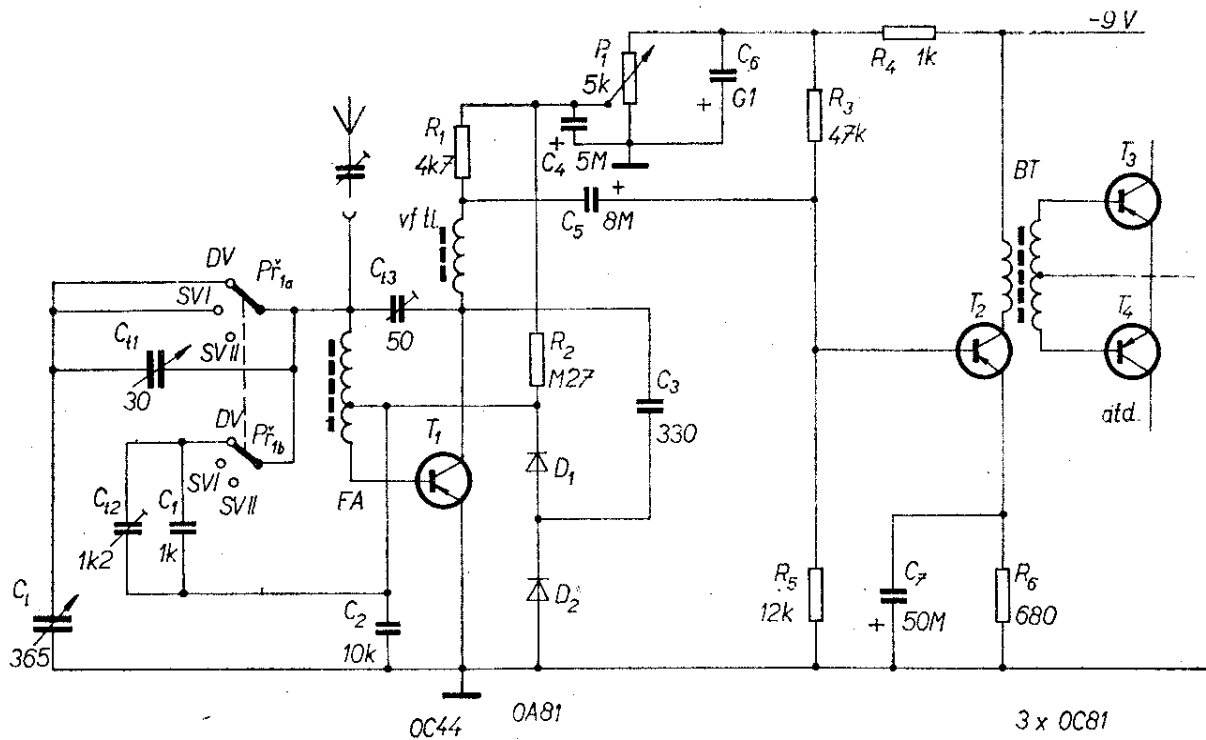 -9 V
P1
5k
C6
G1
R4 1k
R3
47k
R1
4k7
C4 5M
C5 8M
vf tl.
BT
T3
T2
T4
atd.
DV
Př1a
SVI
SVII
Ct1
30
Ct3
50
R2
M27
C3
330
DV
Př1b
SVI
SVII
Ct2
1k2
C1
1k
FA
T1
D1
D2
C1
365
C2
10k
R5
12k
C7
50M
R6
680
OC44
OA81
3 x OC81